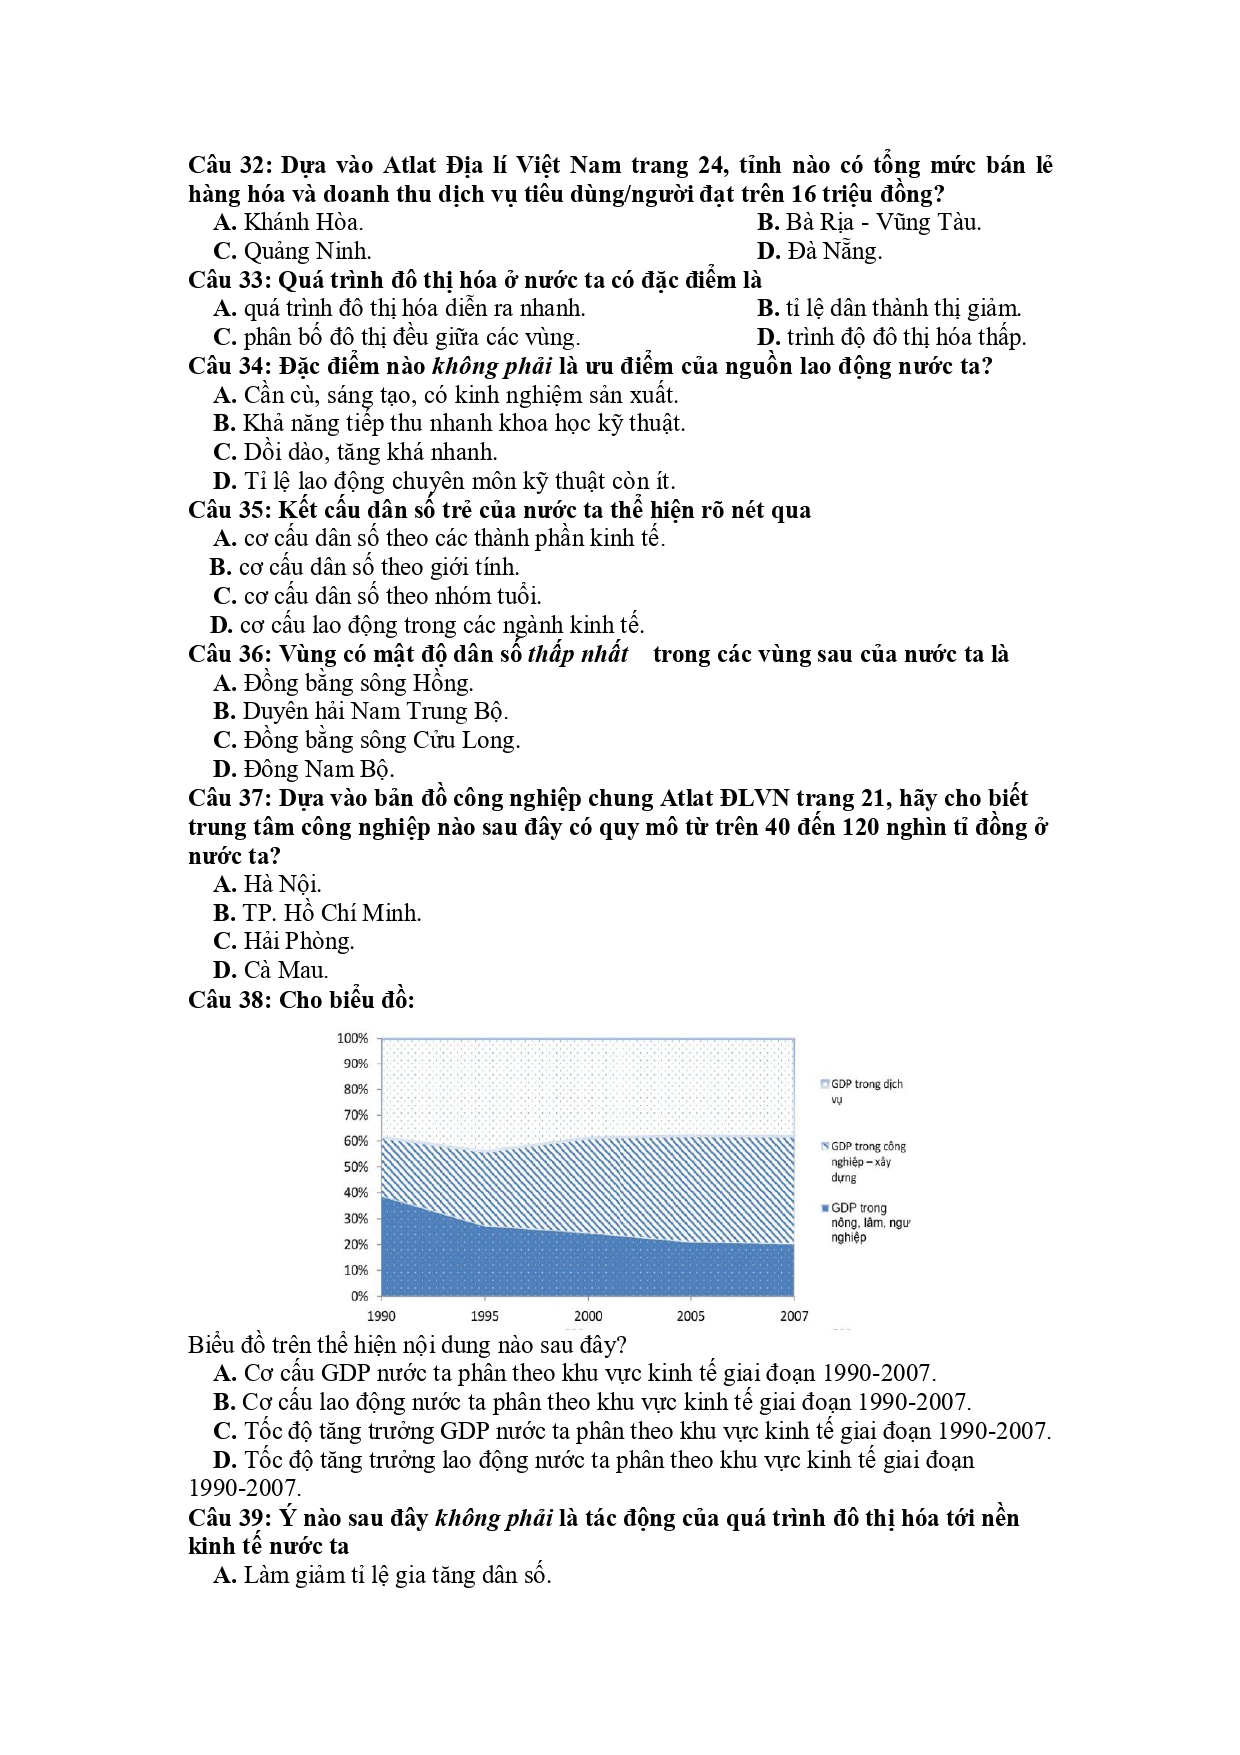 Câu 32: Dựa vào Atlat Địa lí Việt Nam trang 24, tỉnh nào có tổng mức bán lẻ
hàng hóa và doanh thu dịch vụ tiêu dùng/người đạt trên 16 triệu đồng?
A. Khánh Hòa. B. Bà Rịa - Vũng Tàu.
C. Quảng Ninh. D. Đà Nẵng.
Câu 33: Quá trình đô thị hóa ở nước ta có đặc điểm là
A. quá trình đô thị hóa diễn ra nhanh. B. tỉ lệ dân thành thị giảm.
C. phân bố đô thị đều giữa các vùng. D. trình độ đô thị hóa thấp.
Câu 34: Đặc điểm nào không phải là ưu điểm của nguồn lao động nước ta?
A. Cần cù, sáng tạo, có kinh nghiệm sản xuất.
B. Khả năng tiếp thu nhanh khoa học kỹ thuật.
C. Dồi dào, tăng khá nhanh.
D. Tỉ lệ lao động chuyên môn kỹ thuật còn ít.
Câu 35: Kết cấu dân số trẻ của nước ta thể hiện rõ nét qua
A. cơ cấu dân số theo các thành phần kinh tế.
B. cơ cấu dân số theo giới tính.
C. cơ cấu dân số theo nhóm tuổi.
D. cơ cấu lao động trong các ngành kinh tế.
Câu 36: Vùng có mật độ dân số thấp nhất trong các vùng sau của nước ta là
A. Đồng bằng sông Hồng.
B. Duyên hải Nam Trung Bộ.
C. Đồng bằng sông Cửu Long.
D. Đông Nam Bộ.
Câu 37: Dựa vào bản đồ công nghiệp chung Atlat ĐLVN trang 21, hãy cho biết
trung tâm công nghiệp nào sau đây có quy mô từ trên 40 đến 120 nghìn tỉ đồng ở
nước ta?
A. Hà Nội.
B. TP. Hồ Chí Minh.
C. Hải Phòng.
D. Cà Mau.
Câu 38: Cho biểu đồ:
100%
90%
80%
70%
60%
50%
40%
30%
20%
10%
0%
1990 1995 2000 2005 2007
GDP trong dịch
vụ
GDP trong công
nghiệp – xây
dựng
GDP trong
nông, lâm, ngư
nghiệp
Biểu đồ trên thể hiện nội dung nào sau đây?
A. Cơ cấu GDP nước ta phân theo khu vực kinh tế giai đoạn 1990-2007.
B. Cơ cấu lao động nước ta phân theo khu vực kinh tế giai đoạn 1990-2007.
C. Tốc độ tăng trưởng GDP nước ta phân theo khu vực kinh tế giai đoạn 1990-2007.
D. Tốc độ tăng trưởng lao động nước ta phân theo khu vực kinh tế giai đoạn
1990-2007.
Câu 39: Ý nào sau đây không phải là tác động của quá trình đô thị hóa tới nền
kinh tế nước ta
A. Làm giảm tỉ lệ gia tăng dân số.